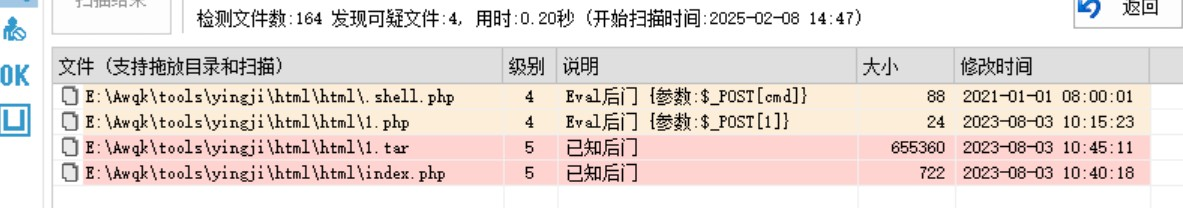 扫描结果
检测文件数:164 发现可疑文件:4, 用时:0.20秒 (开始扫描时间:2025-02-08 14:47)
返回
OK
文件 (支持拖放目录和扫描) 级别 说明 大小 修改时间
E:\Awqk\tools\yingji\html\html\.shell.php 4 Eval后门 {参数:$_POST[cmd]} 88 2021-01-01 08:00:01
E:\Awqk\tools\yingji\html\html\1.php 4 Eval后门 {参数:$_POST[1]} 24 2023-08-03 10:15:23
E:\Awqk\tools\yingji\html\html\1.tar 5 已知后门 655360 2023-08-03 10:45:11
E:\Awqk\tools\yingji\html\html\index.php 5 已知后门 722 2023-08-03 10:40:18